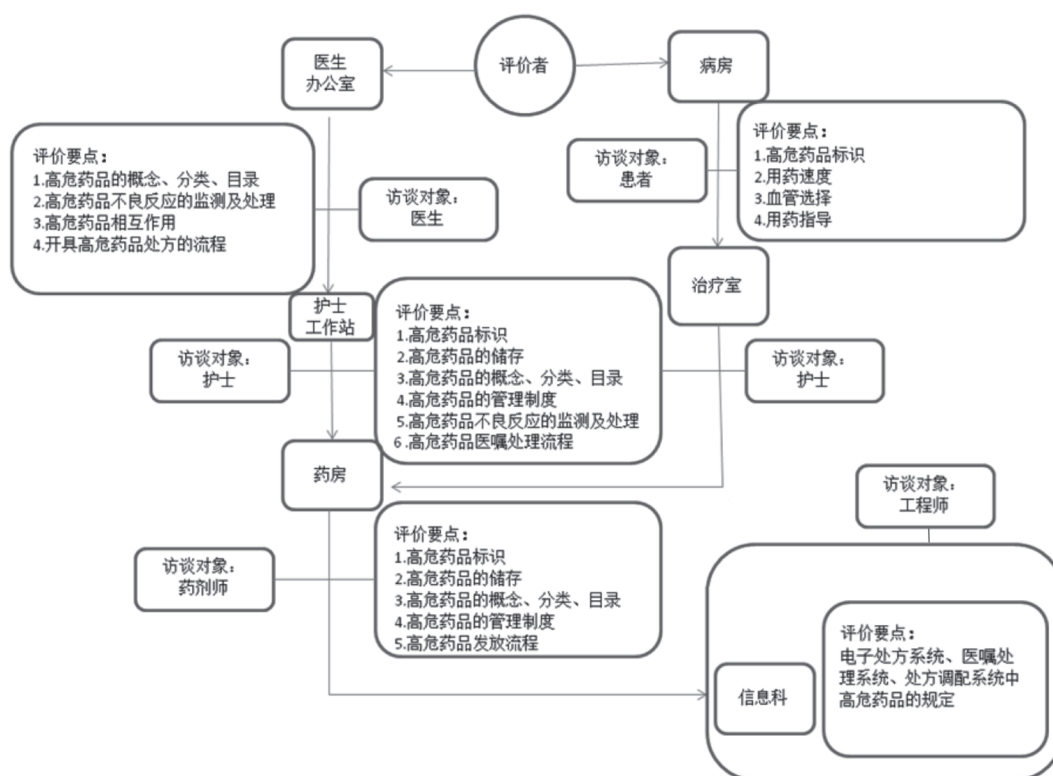 评价者
医生
办公室
病房
评价要点：
1.高危药品的概念、分类、目录
2.高危药品不良反应的监测及处理
3.高危药品相互作用
4.开具高危药品处方的流程
访谈对象：
医生
访谈对象：
患者
评价要点：
1.高危药品标识
2.用药速度
3.血管选择
4.用药指导
护士
工作站
治疗室
访谈对象：
护士
评价要点：
1.高危药品标识
2.高危药品的储存
3.高危药品的概念、分类、目录
4.高危药品的管理制度
5.高危药品不良反应的监测及处理
6.高危药品医嘱处理流程
访谈对象：
护士
药房
访谈对象：
药剂师
评价要点：
1.高危药品标识
2.高危药品的储存
3.高危药品的概念、分类、目录
4.高危药品的管理制度
5.高危药品发放流程
访谈对象：
工程师
信息科
评价要点：
电子处方系统、医嘱处
理系统、处方调配系统中
高危药品的规定